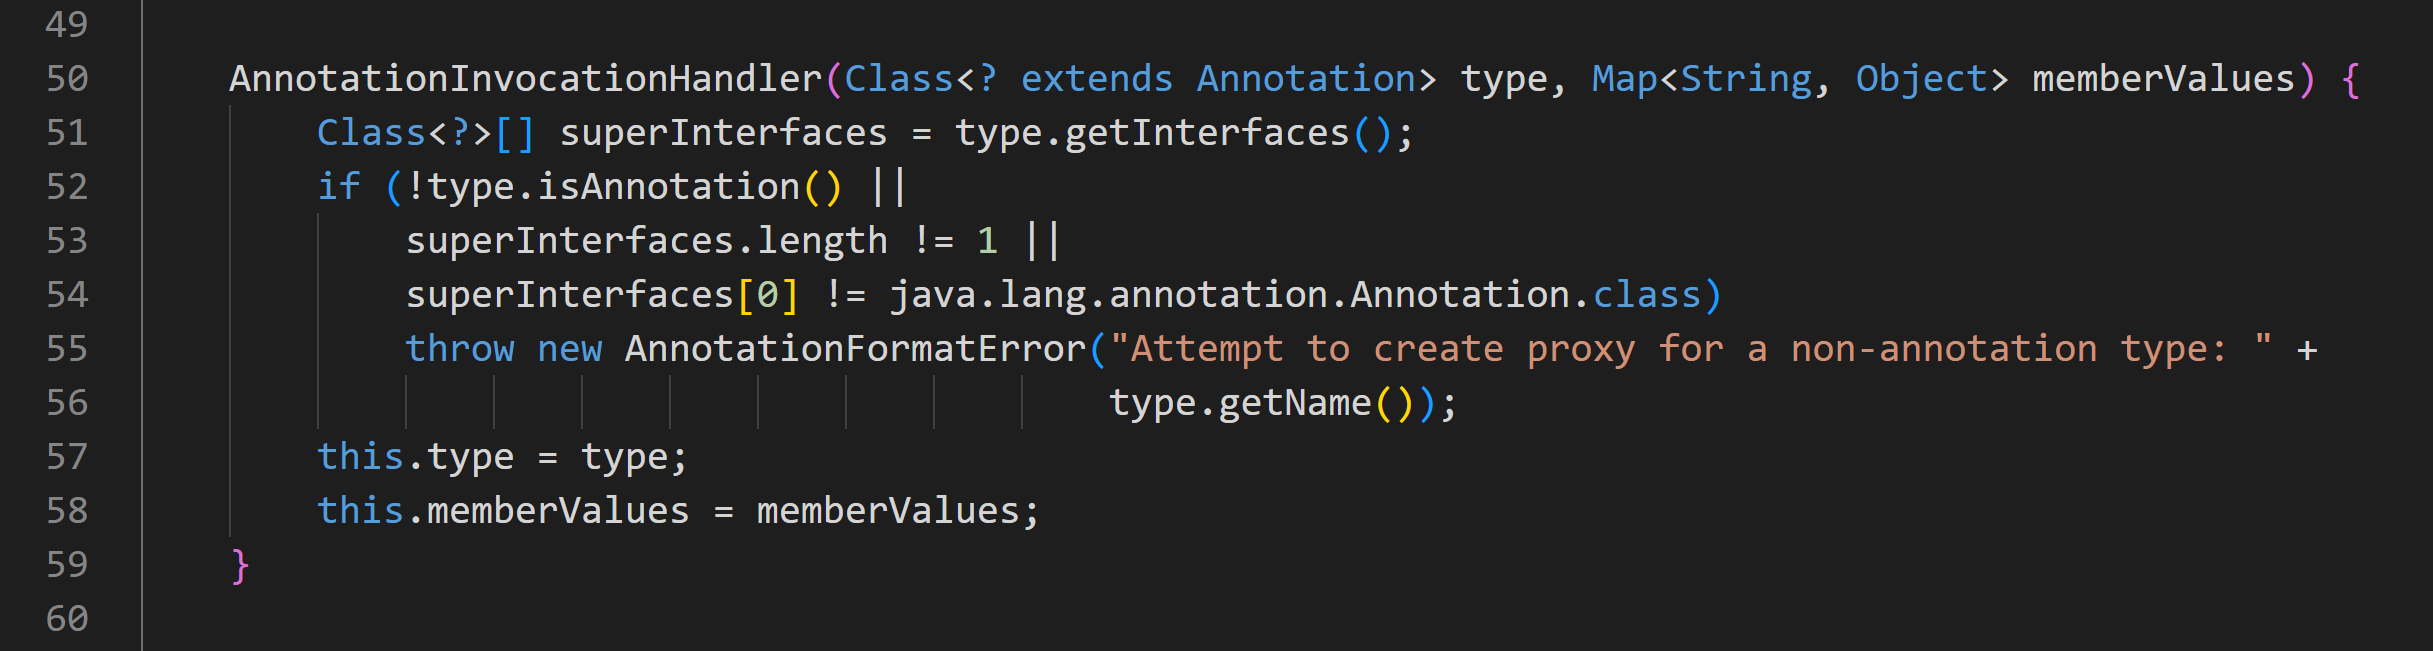 49
50 AnnotationInvocationHandler(Class<? extends Annotation> type, Map<String, Object> memberValues) {
51 Class<?>[] superInterfaces = type.getInterfaces();
52 if (!type.isAnnotation() ||
53 superInterfaces.length != 1 ||
54 superInterfaces[0] != java.lang.annotation.Annotation.class)
55 throw new AnnotationFormatError("Attempt to create proxy for a non-annotation type: " +
56 type.getName());
57 this.type = type;
58 this.memberValues = memberValues;
59 }
60